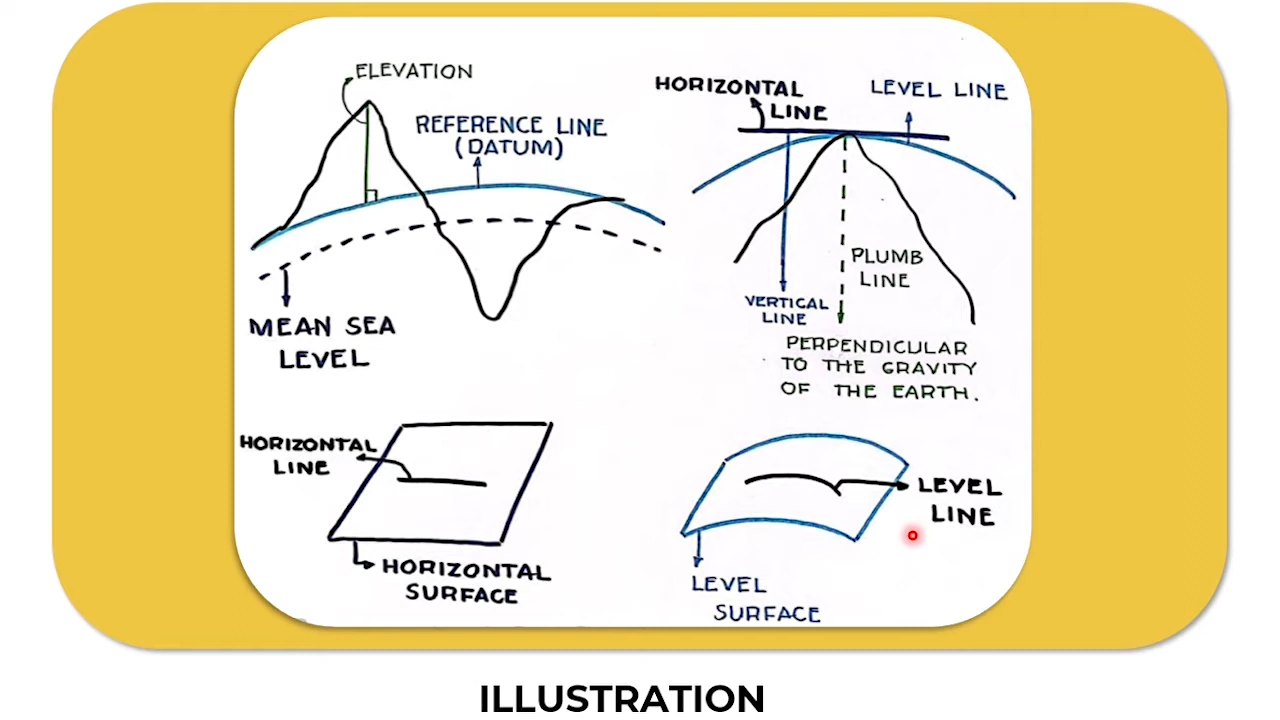 ELEVATION
REFERENCE LINE
(DATUM)
MEAN SEA
LEVEL
HORIZONTAL
LINE
LEVEL LINE
PLUMB
LINE
VERTICAL
LINE
PERPENDICULAR
TO THE GRAVITY
OF THE EARTH.
HORIZONTAL
LINE
HORIZONTAL
SURFACE
LEVEL
LINE
LEVEL
SURFACE
ILLUSTRATION